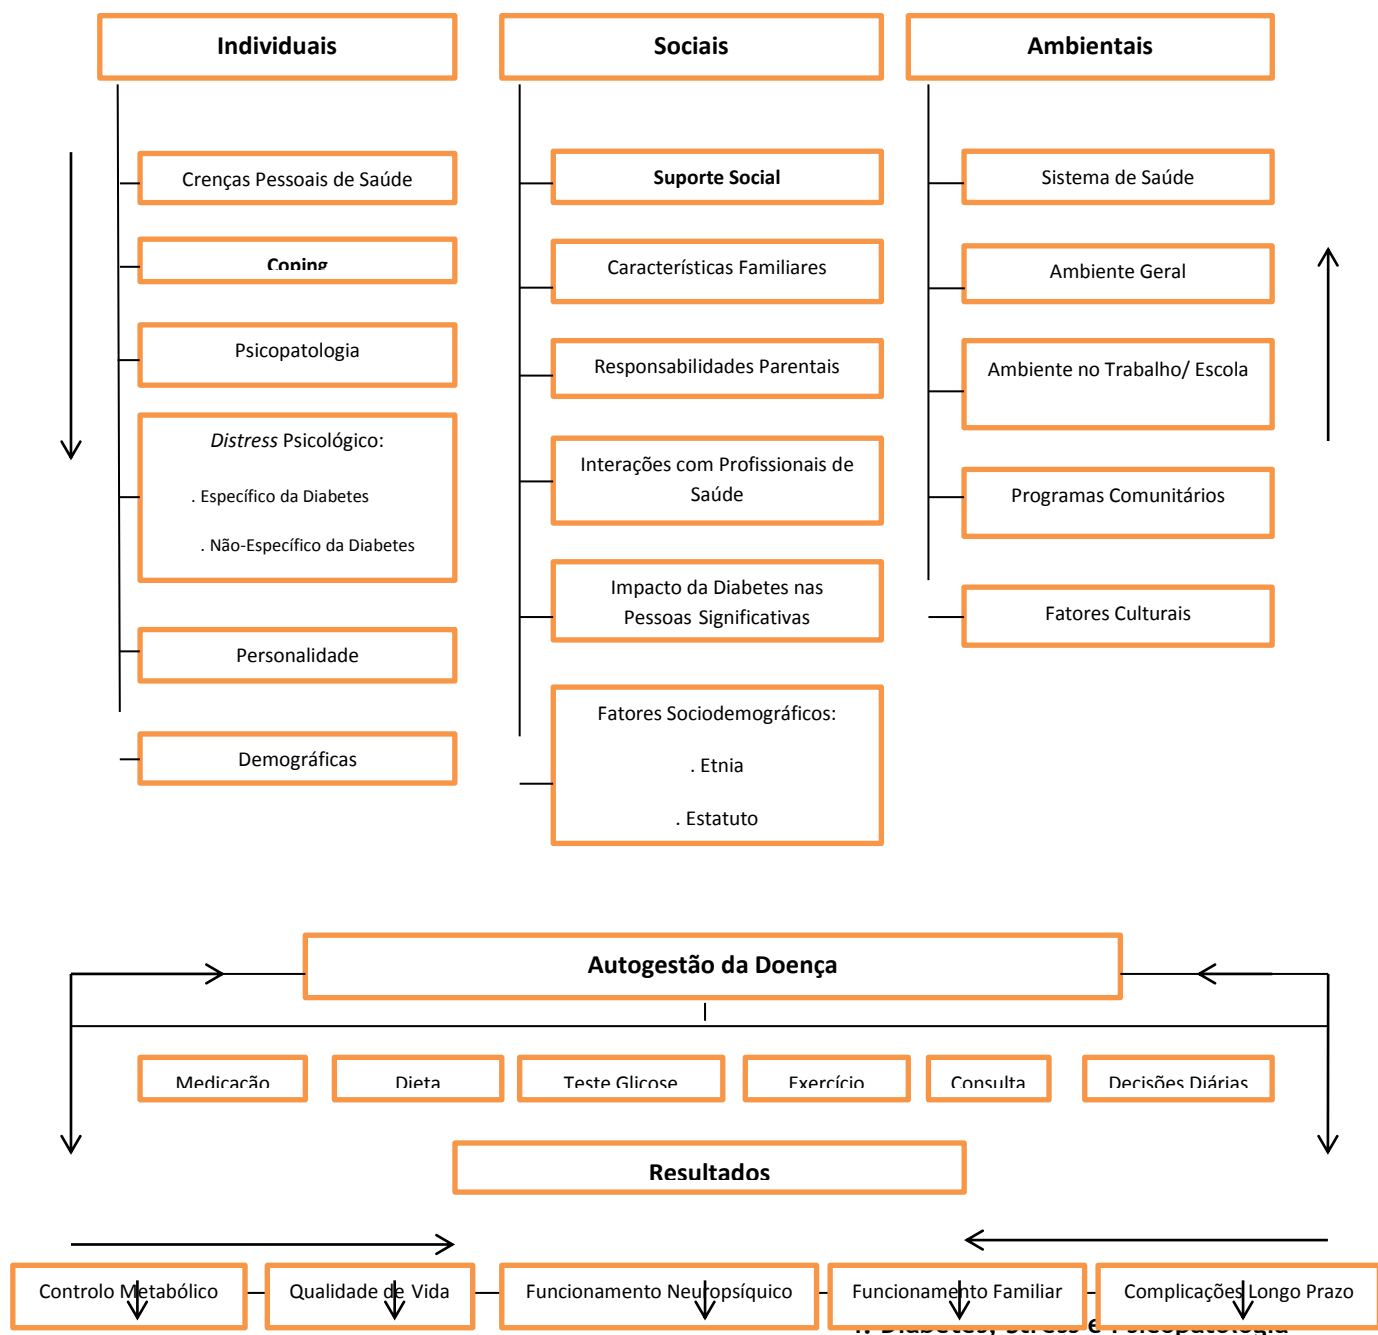 Individuais
Sociais
Ambientais
Crenças Pessoais de Saúde
Coping
Psicopatologia
Distress Psicológico:
. Específico da Diabetes
. Não-Específico da Diabetes
Personalidade
Demográficas
Suporte Social
Características Familiares
Responsabilidades Parentais
Interações com Profissionais de
Saúde
Impacto da Diabetes nas
Pessoas Significativas
Fatores Sociodemográficos:
. Etnia
. Estatuto
Sistema de Saúde
Ambiente Geral
Ambiente no Trabalho/ Escola
Programas Comunitários
Fatores Culturais
Autogestão da Doença
Medicação
Dieta
Teste Glicose
Exercício
Consulta
Decisões Diárias
Resultados
Controlo Metabólico
Qualidade de Vida
Funcionamento Neuropsíquico
Funcionamento Familiar
Complicações Longo Prazo
Diabetes, Stress e Psicopatologia